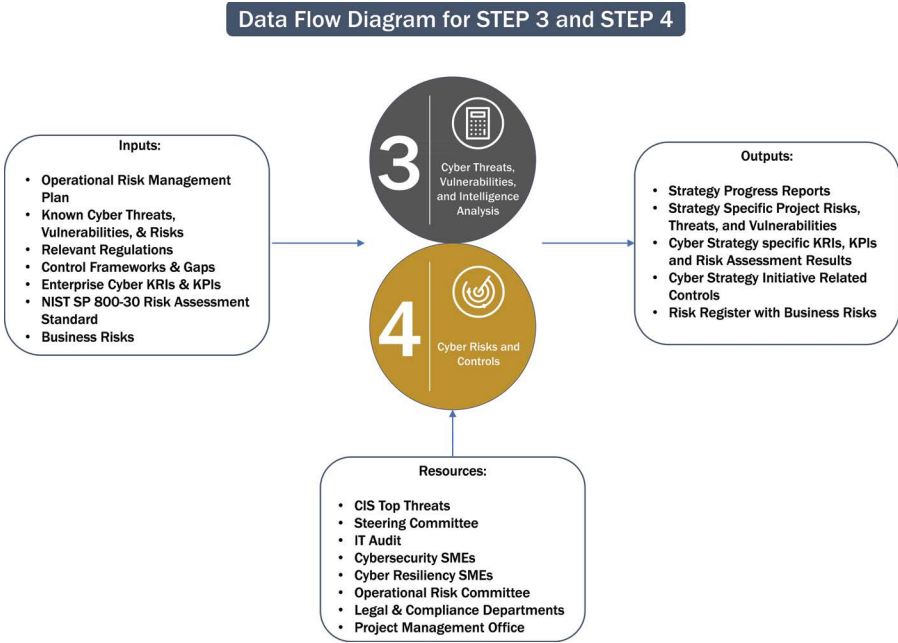 Data Flow Diagram for STEP 3 and STEP 4
Inputs:
• Operational Risk Management
Plan
• Known Cyber Threats,
Vulnerabilities, & Risks
• Relevant Regulations
• Control Frameworks & Gaps
• Enterprise Cyber KRIs & KPIs
• NIST SP 800-30 Risk Assessment
Standard
• Business Risks
3
Cyber Threats,
Vulnerabilities,
and Intelligence
Analysis
4
Cyber Risks and
Controls
Outputs:
• Strategy Progress Reports
• Strategy Specific Project Risks,
Threats, and Vulnerabilities
• Cyber Strategy specific KRIs, KPIs
and Risk Assessment Results
• Cyber Strategy Initiative Related
Controls
• Risk Register with Business Risks
Resources:
• CIS Top Threats
• Steering Committee
• IT Audit
• Cybersecurity SMEs
• Cyber Resiliency SMEs
• Operational Risk Committee
• Legal & Compliance Departments
• Project Management Office